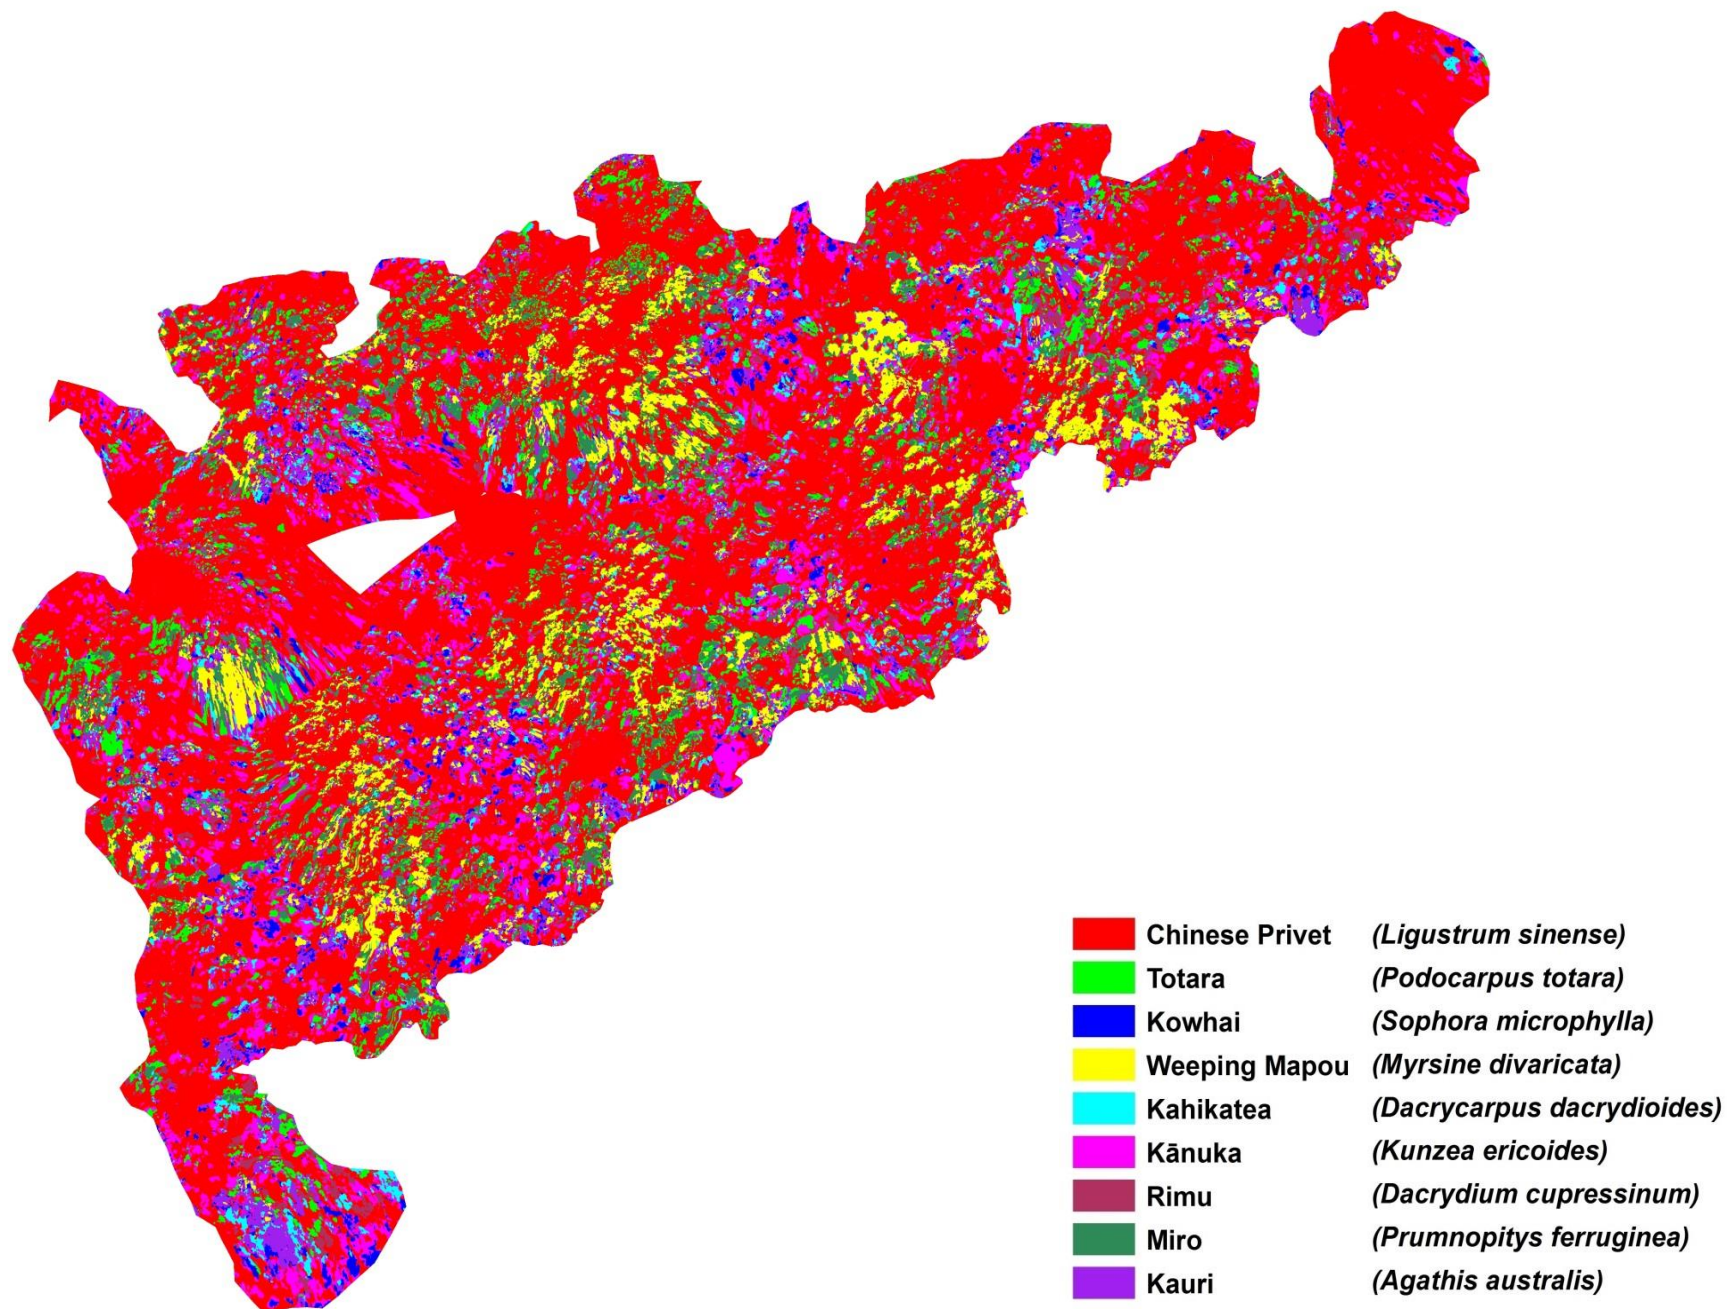 Chinese Privet (Ligustrum sinense)
Totara (Podocarpus totara)
Kowhai (Sophora microphylla)
Weeping Mapou (Myrsine divaricata)
Kahikatea (Dacrycarpus dacrydioides)
Kānuka (Kunzea ericoides)
Rimu (Dacrydium cupressinum)
Miro (Prumnopitys ferruginea)
Kauri (Agathis australis)